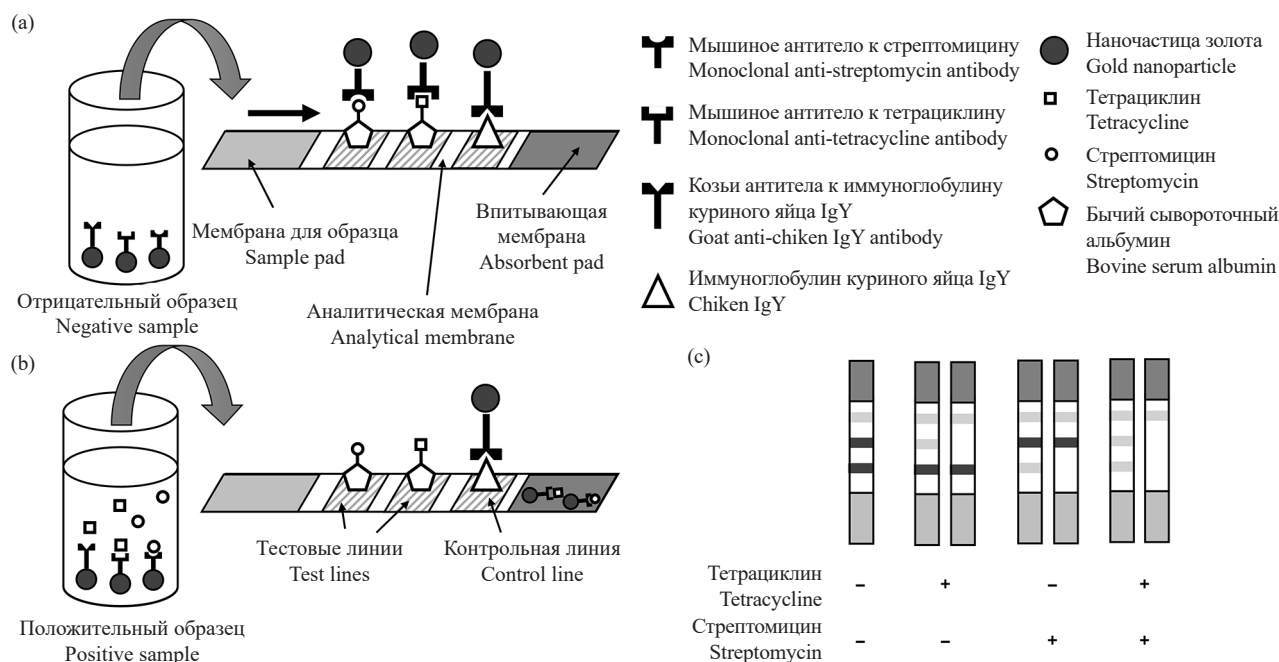 (a)
Отрицательный образец
Negative sample
Мембрана для образца
Sample pad
Аналитическая мембрана
Analytical membrane
Впитывающая
мембрана
Absorbent pad
Мышиное антитело к стрептомицину
Monoclonal anti-streptomycin antibody
Мышиное антитело к тетрациклину
Monoclonal anti-tetracycline antibody
Козьи антитела к иммуноглобулину
куриного яйца IgY
Goat anti-chiken IgY antibody
Иммуноглобулин куриного яйца IgY
Chiken IgY
Наночастица золота
Gold nanoparticle
Тетрациклин
Tetracycline
Стрептомицин
Streptomycin
Бычий сывороточный
альбумин
Bovine serum albumin
(b)
Положительный образец
Positive sample
Тестовые линии
Test lines
Контрольная линия
Control line
(c)
Тетрациклин
Tetracycline
– + – +
Стрептомицин
Streptomycin
– – + +